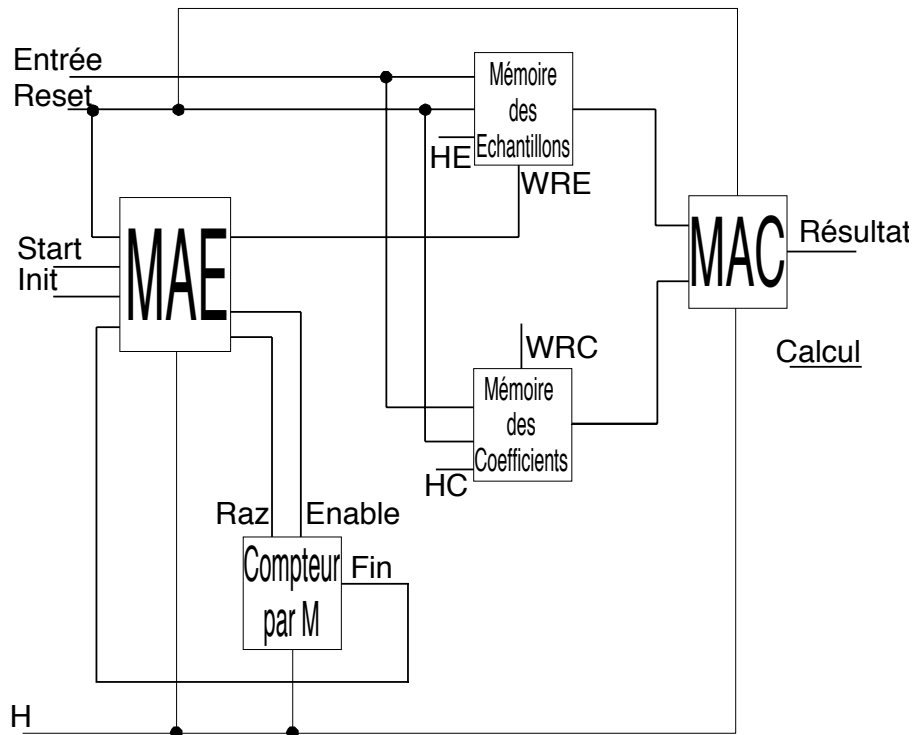 Entrée
Reset
Mémoire
des
Echantillons
HE
WRE
Start
Init
MAE
MAC
Résultat
WRC
Calcul
Mémoire
des
Coefficients
HC
Raz
Enable
Compteur
par M
Fin
H